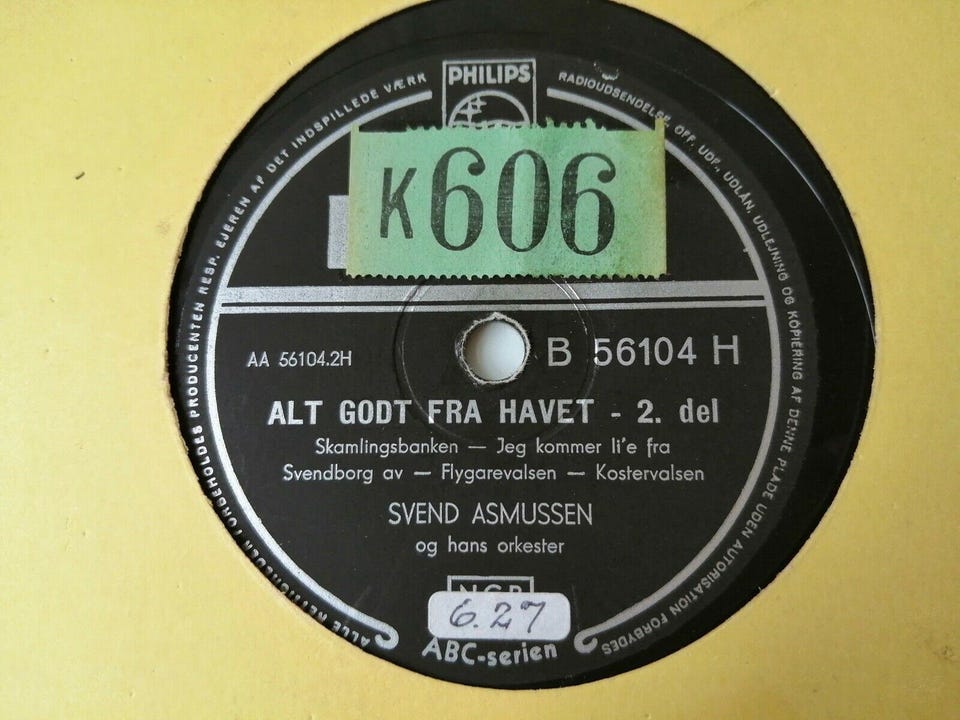 PHILIPS
K606
AA 56104.2H
B 56104 H
ALT GODT FRA HAVET - 2. del
Skamlingsbanken — Jeg kommer li'e fra
Svendborg av — Flygarevalsen — Kostervalsen
SVEND ASMUSSEN
og hans orkester
NCB
6.27
ABC-serien
ALLE RETTIGHEDER FORBEHOLDES PRODUCENTEN RESP. EJEREN AF DET INDSPILLEDE VÆRK
RADIOUDSENDELSE, OFF. UDF., UDLÅN, UDLEJNING OG KOPIERING AF DENNE PLADE UDEN AUTORISATION FORBYDES